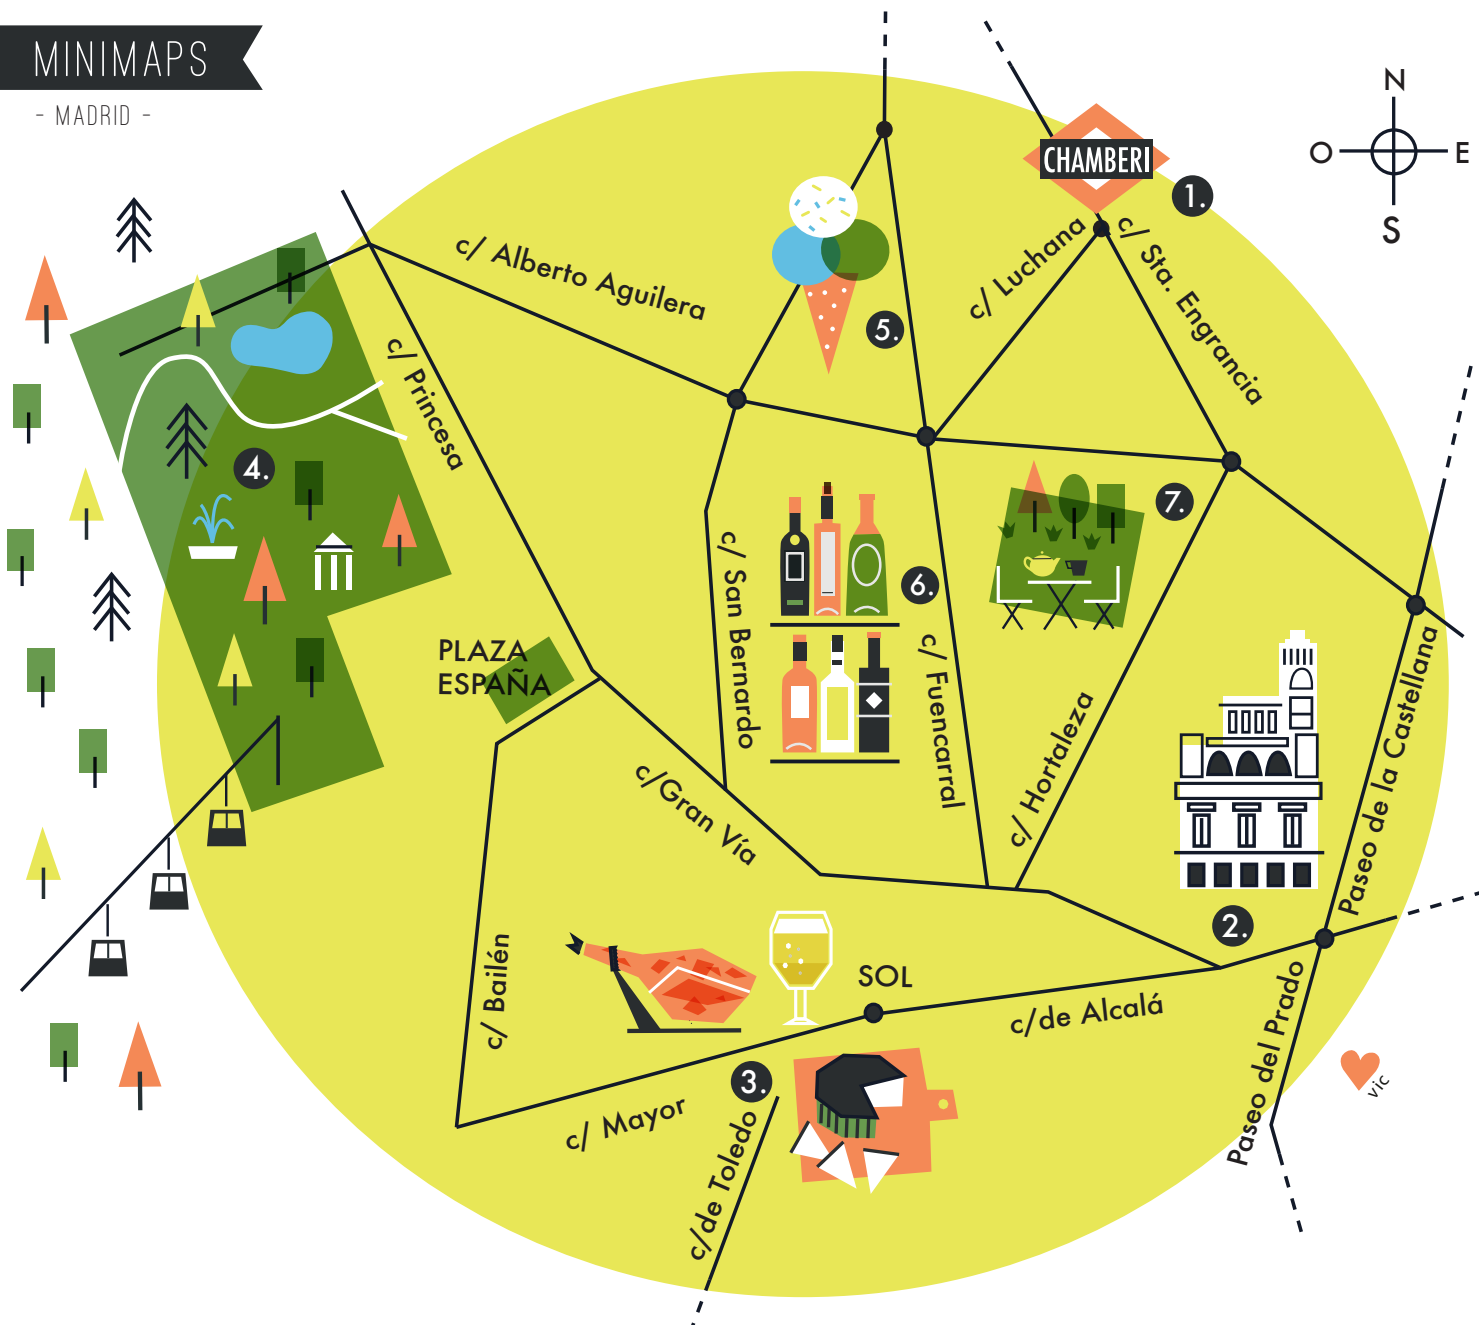 MINIMAPS
- MADRID -
N
O
E
S
CHAMBERI
1.
c/ Luchana
c/ Sta. Engrancia
c/ Alberto Aguilera
5.
c/ Princesa
4.
7.
6.
c/ San Bernardo
c/ Fuencarral
c/ Hortaleza
PLAZA
ESPAÑA
c/Gran Vía
Paseo de la Castellana
2.
c/ Bailén
SOL
c/de Alcalá
Paseo del Prado
3.
c/ Mayor
c/de Toledo
vic